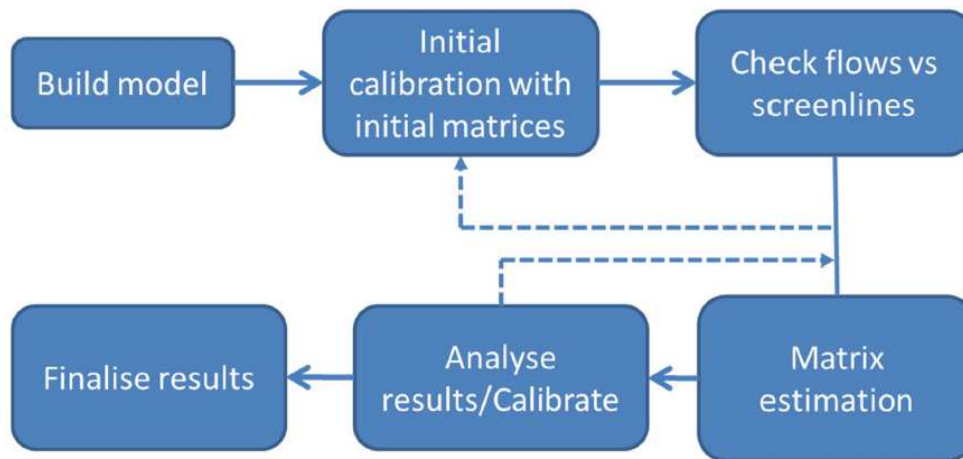 Build model
Initial
calibration with
initial matrices
Check flows vs
screenlines
Finalise results
Analyse
results/Calibrate
Matrix
estimation